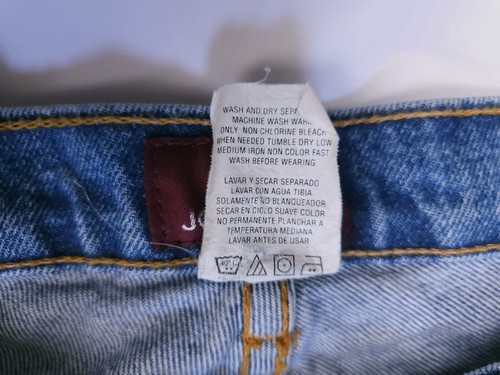 WASH AND DRY
MACHINE WASH WARM
ONLY NON CHLORINE BLEACH
WHEN NEEDED TUMBLE DRY LOW
MEDIUM IRON NON COLOR FAST
WASH BEFORE WEARING
LAVAR Y SECAR SEPARADO
LAVAR CON AGUA TIBIA
SOLAMENTE NO BLANQUEADOR
SECAR EN CICLO SUAVE COLOR
NO PERMANENTE PLANCHAR A
TEMPERATURA MEDIANA
LAVAR ANTES DE USAR
40° C